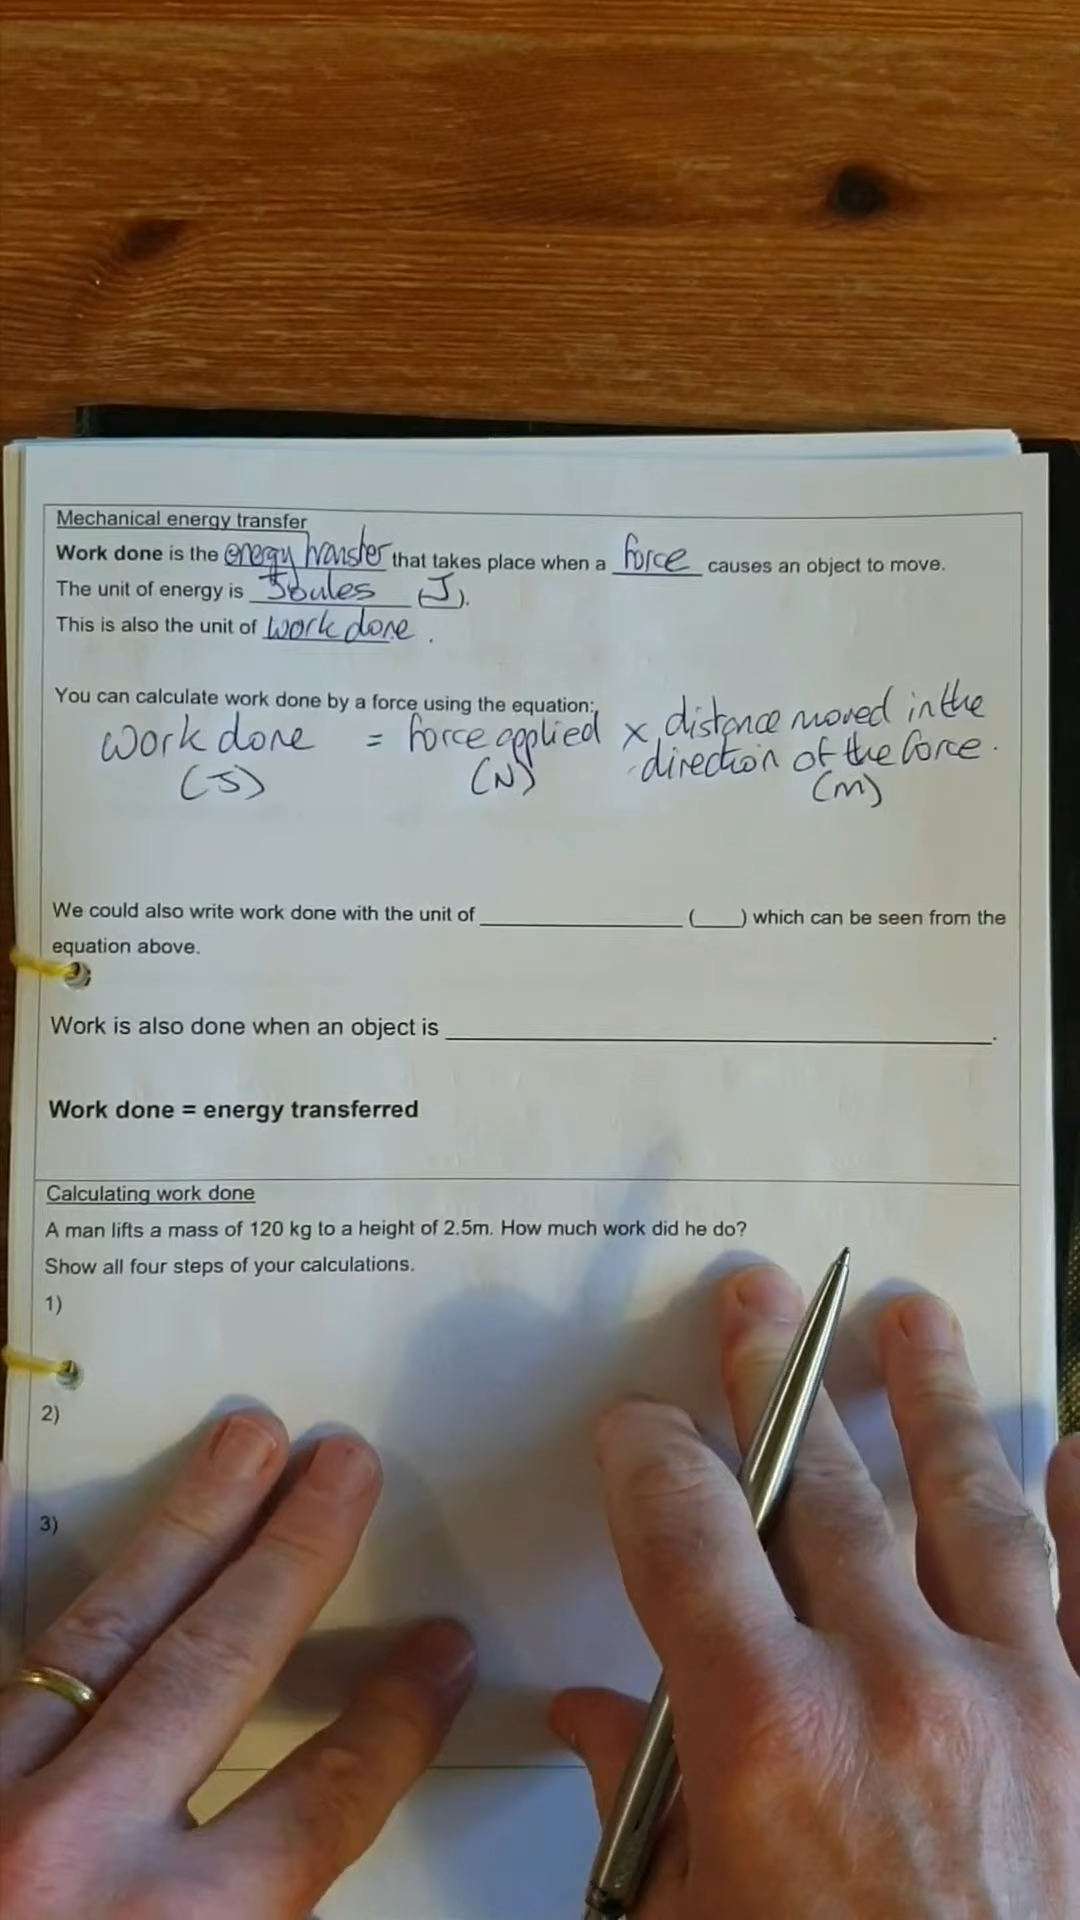 Mechanical energy transfer
Work done is the energy transfer that takes place when a force causes an object to move.
The unit of energy is Joules (J).
This is also the unit of work done.
You can calculate work done by a force using the equation:
work done = force applied × distance moved in the
direction of the force.
(J) (N) (m)
We could also write work done with the unit of ____________ (____) which can be seen from the
equation above.
Work is also done when an object is ____________.
Work done = energy transferred
Calculating work done
A man lifts a mass of 120 kg to a height of 2.5m. How much work did he do?
Show all four steps of your calculations.
1)
2)
3)